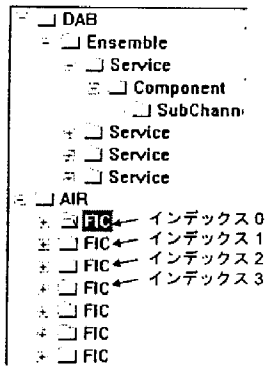 DAB
Ensemble
Service
Component
SubChann
Service
Service
Service
AIR
FIC インデックス 0
FIC インデックス 1
FIC インデックス 2
FIC インデックス 3
FIC
FIC
FIC